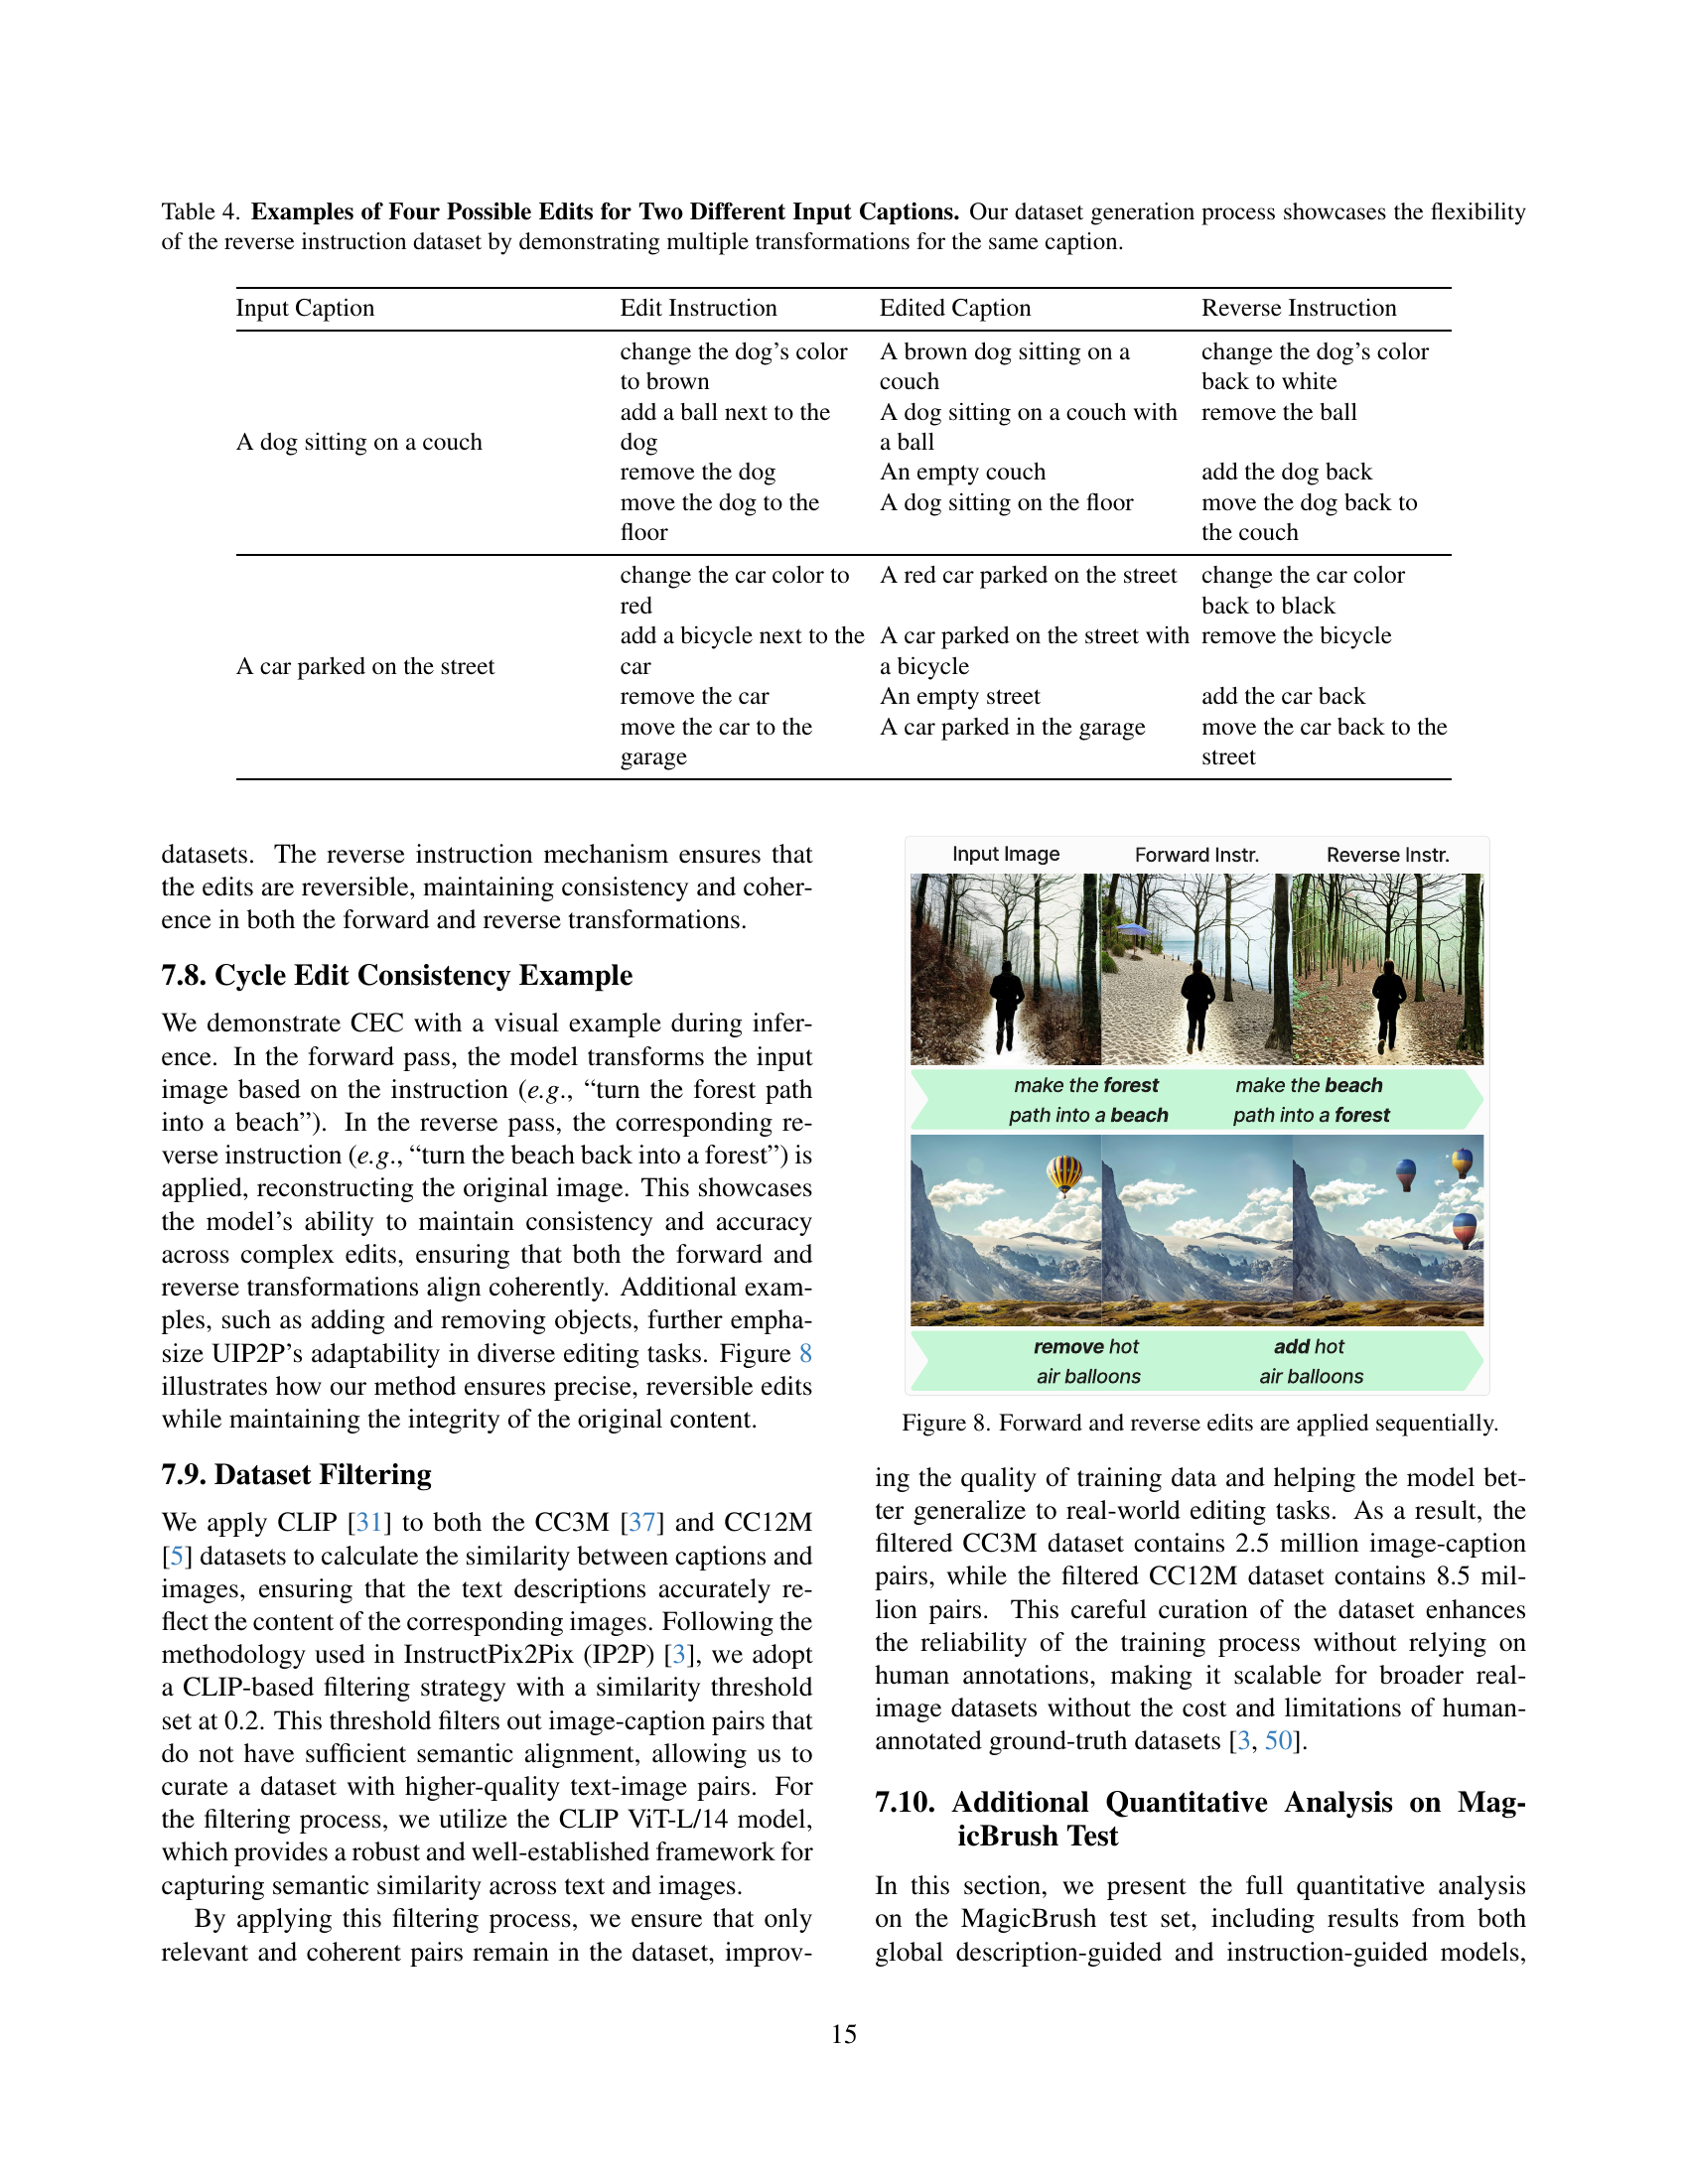 Table 4. Examples of Four Possible Edits for Two Different Input Captions. Our dataset generation process showcases the flexibility
of the reverse instruction dataset by demonstrating multiple transformations for the same caption.
Input Caption Edit Instruction Edited Caption Reverse Instruction
change the dog's color A brown dog sitting on a change the dog's color
to brown couch back to white
add a ball next to the A dog sitting on a couch with remove the ball
A dog sitting on a couch dog a ball
remove the dog An empty couch add the dog back
move the dog to the A dog sitting on the floor move the dog back to
floor the couch
change the car color to A red car parked on the street change the car color
red back to black
add a bicycle next to the A car parked on the street with remove the bicycle
A car parked on the street car a bicycle
remove the car An empty street add the car back
move the car to the A car parked in the garage move the car back to the
garage street
datasets. The reverse instruction mechanism ensures that
the edits are reversible, maintaining consistency and coher-
ence in both the forward and reverse transformations.
7.8. Cycle Edit Consistency Example
We demonstrate CEC with a visual example during infer-
ence. In the forward pass, the model transforms the input
image based on the instruction (e.g., “turn the forest path
into a beach”). In the reverse pass, the corresponding re-
verse instruction (e.g., “turn the beach back into a forest”) is
applied, reconstructing the original image. This showcases
the model's ability to maintain consistency and accuracy
across complex edits, ensuring that both the forward and
reverse transformations align coherently. Additional exam-
ples, such as adding and removing objects, further empha-
size UIP2P's adaptability in diverse editing tasks. Figure 8
illustrates how our method ensures precise, reversible edits
while maintaining the integrity of the original content.
7.9. Dataset Filtering
We apply CLIP [31] to both the CC3M [37] and CC12M
[5] datasets to calculate the similarity between captions and
images, ensuring that the text descriptions accurately re-
flect the content of the corresponding images. Following the
methodology used in InstructPix2Pix (IP2P) [3], we adopt
a CLIP-based filtering strategy with a similarity threshold
set at 0.2. This threshold filters out image-caption pairs that
do not have sufficient semantic alignment, allowing us to
curate a dataset with higher-quality text-image pairs. For
the filtering process, we utilize the CLIP ViT-L/14 model,
which provides a robust and well-established framework for
capturing semantic similarity across text and images.
By applying this filtering process, we ensure that only
relevant and coherent pairs remain in the dataset, improv-
Input Image Forward Instr. Reverse Instr.
make the forest make the beach
path into a beach path into a forest
remove hot add hot
air balloons air balloons
Figure 8. Forward and reverse edits are applied sequentially.
ing the quality of training data and helping the model bet-
ter generalize to real-world editing tasks. As a result, the
filtered CC3M dataset contains 2.5 million image-caption
pairs, while the filtered CC12M dataset contains 8.5 mil-
lion pairs. This careful curation of the dataset enhances
the reliability of the training process without relying on
human annotations, making it scalable for broader real-
image datasets without the cost and limitations of human-
annotated ground-truth datasets [3, 50].
7.10. Additional Quantitative Analysis on Mag-
icBrush Test
In this section, we present the full quantitative analysis
on the MagicBrush test set, including results from both
global description-guided and instruction-guided models,
15